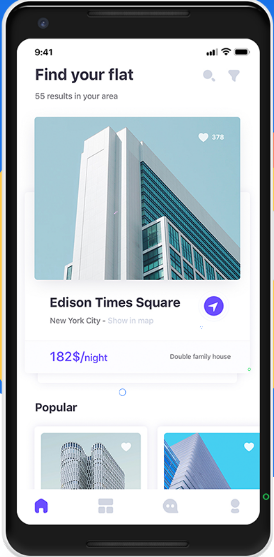 9:41
Find your flat
55 results in your area
378
Edison Times Square
New York City - Show in map
182$/night
Double family house
Popular